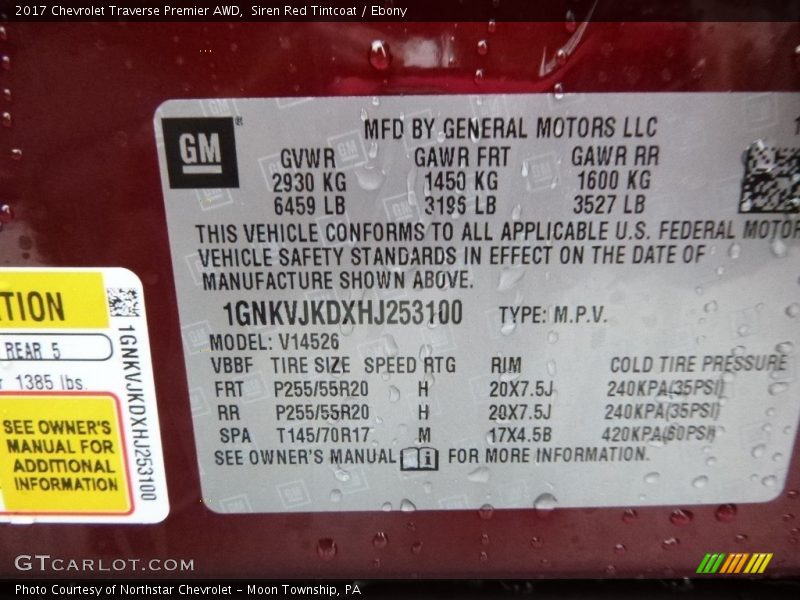 2017 Chevrolet Traverse Premier AWD, Siren Red Tintcoat / Ebony
GM
MFD BY GENERAL MOTORS LLC
GVWR GAWR FRT GAWR RR
2930 KG 1450 KG 1600 KG
6459 LB 3196 LB 3527 LB
THIS VEHICLE CONFORMS TO ALL APPLICABLE U.S. FEDERAL MOTOR
VEHICLE SAFETY STANDARDS IN EFFECT ON THE DATE OF
MANUFACTURE SHOWN ABOVE.
1GNKVJKDXHJ253100 TYPE: M.P.V.
MODEL: V14526
VBBF TIRE SIZE SPEED RTG RIM COLD TIRE PRESSURE
FRT P255/55R20 H 20X7.5J 240KPA(35PSI)
RR P255/55R20 H 20X7.5J 240KPA(35PSI)
SPA T145/70R17 M 17X4.5B 420KPA(60PSI)
SEE OWNER'S MANUAL i FOR MORE INFORMATION.
TION
REAR 5
1385 lbs.
SEE OWNER'S
MANUAL FOR
ADDITIONAL
INFORMATION
1GNKVJKDXHJ253100
GTCARLOT.COM
Photo Courtesy of Northstar Chevrolet - Moon Township, PA